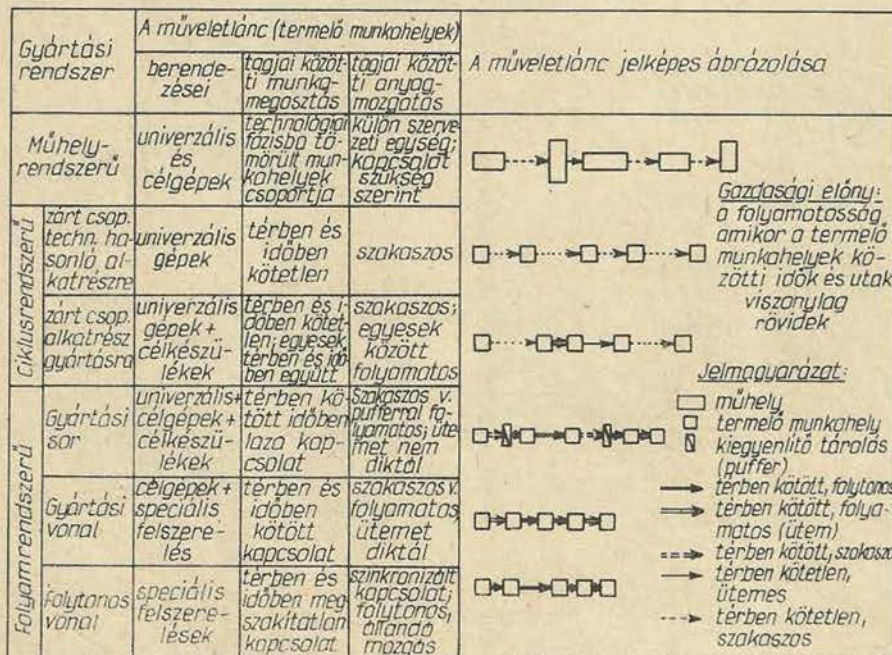 Gyártási
rendszer
A műveletlánc (termelő munkahelyek)
berende-
zései
tagjai közöt-
ti munka-
megosztás
tagjai közöt-
ti anyag-
mozgatás
A műveletlánc jelképes ábrázolása
Műhely-
rendszerű
univerzális
és
célgépek
technológiai
fázisba tö-
mörült mun-
kahelyek
csoportja
külön szerve-
zeti egység;
kapcsolat
szükség
szerint
Ciklusrendszerű
zárt csop.
techn. ha-
sonló al-
katrészre
univerzális
gépek
térben és
időben
kötetlen
szakaszos
zárt csop.
alkatrész
gyártásra
univerzális
gépek +
célkészü-
lékek
térben és i-
dőben kötet-
len; egyesek
térben és idő-
ben együtt
szakaszos;
egyesek
között
folyamatos
Folyamrendszerű
Gyártási
sor
univerzális+
célgépek +
célkészü-
lékek
térben kö-
tött időben
laza kap-
csolat
szakaszos v.
pufferral fo-
lyamatos; üte-
met nem
diktál
Gyártási
vonal
célgépek +
speciális
felszere-
lés
térben és
időben
kötött
kapcsolat
szakaszos v.
folyamatos,
ütemet
diktál
Folytonos
vonal
speciális
felszere-
lések
térben és
időben meg-
szakítatlan
kapcsolat
szinkronizált
kapcsolat;
folytonos,
állandó
mozgás
Gazdasági előny:
a folyamatosság,
amikor a termelő
munkahelyek kö-
zötti idők és utak
viszonylag
rövidek
Jelmagyarázat:
műhely
termelő munkahely
kiegyenlítő tárolás
(puffer)
térben kötött, folytonos
térben kötött, folya-
matos (ütem)
térben kötött, szakaszos
térben kötetlen,
ütemes
térben kötetlen,
szakaszos